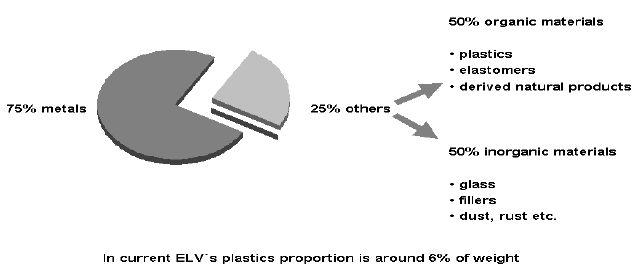 50% organic materials
• plastics
• elastomers
• derived natural products
75% metals
25% others
50% inorganic materials
• glass
• fillers
• dust, rust etc.
In current ELV´s plastics proportion is around 6% of weight